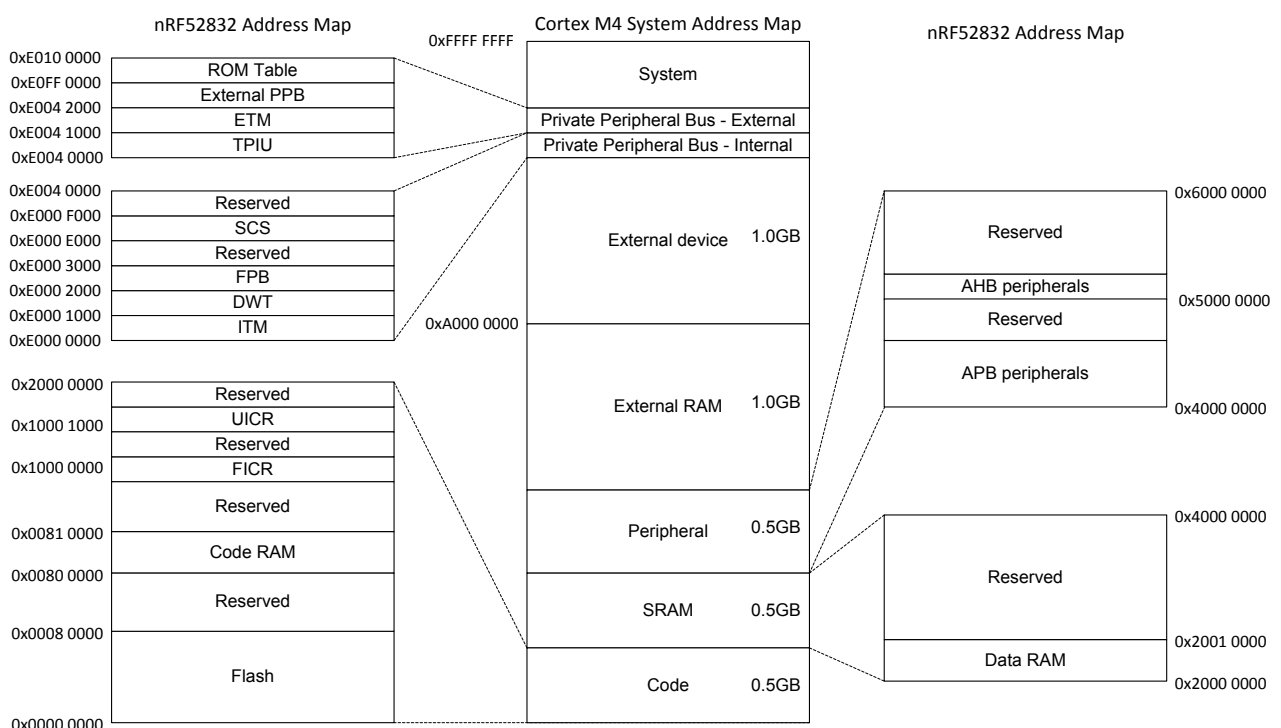 nRF52832 Address Map
0xE010 0000
ROM Table
0xE0FF 0000
External PPB
0xE004 2000
ETM
0xE004 1000
TPIU
0xE004 0000
0xE004 0000
Reserved
0xE000 F000
SCS
0xE000 E000
Reserved
0xE000 3000
FPB
0xE000 2000
DWT
0xE000 1000
ITM
0xE000 0000
0x2000 0000
Reserved
UICR
0x1000 1000
Reserved
0x1000 0000
FICR
Reserved
0x0081 0000
Code RAM
0x0080 0000
Reserved
0x0008 0000
Flash
0x0000 0000
Cortex M4 System Address Map
0xFFFF FFFF
System
Private Peripheral Bus - External
Private Peripheral Bus - Internal
External device 1.0GB
0xA000 0000
External RAM 1.0GB
Peripheral 0.5GB
SRAM 0.5GB
Code 0.5GB
nRF52832 Address Map
0x6000 0000
Reserved
AHB peripherals
0x5000 0000
Reserved
APB peripherals
0x4000 0000
0x4000 0000
Reserved
0x2001 0000
Data RAM
0x2000 0000